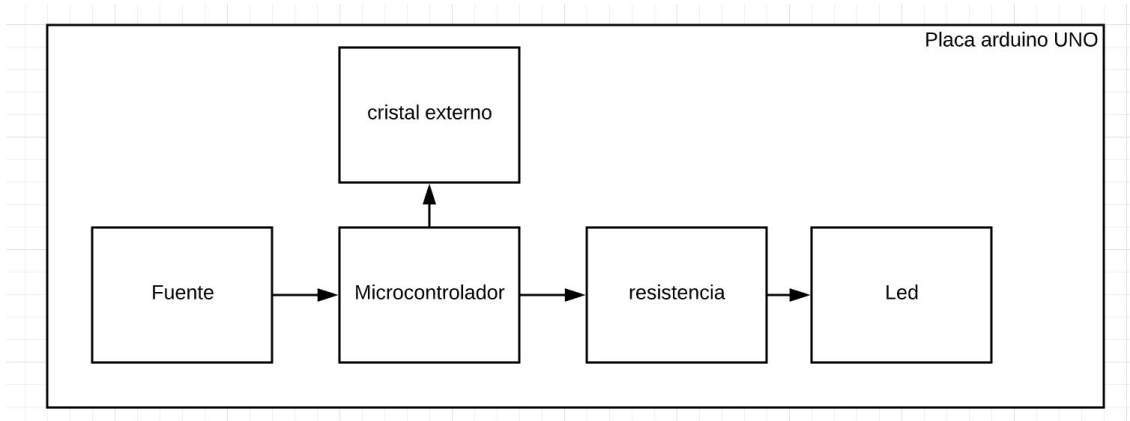 Placa arduino UNO
cristal externo
Fuente
Microcontrolador
resistencia
Led